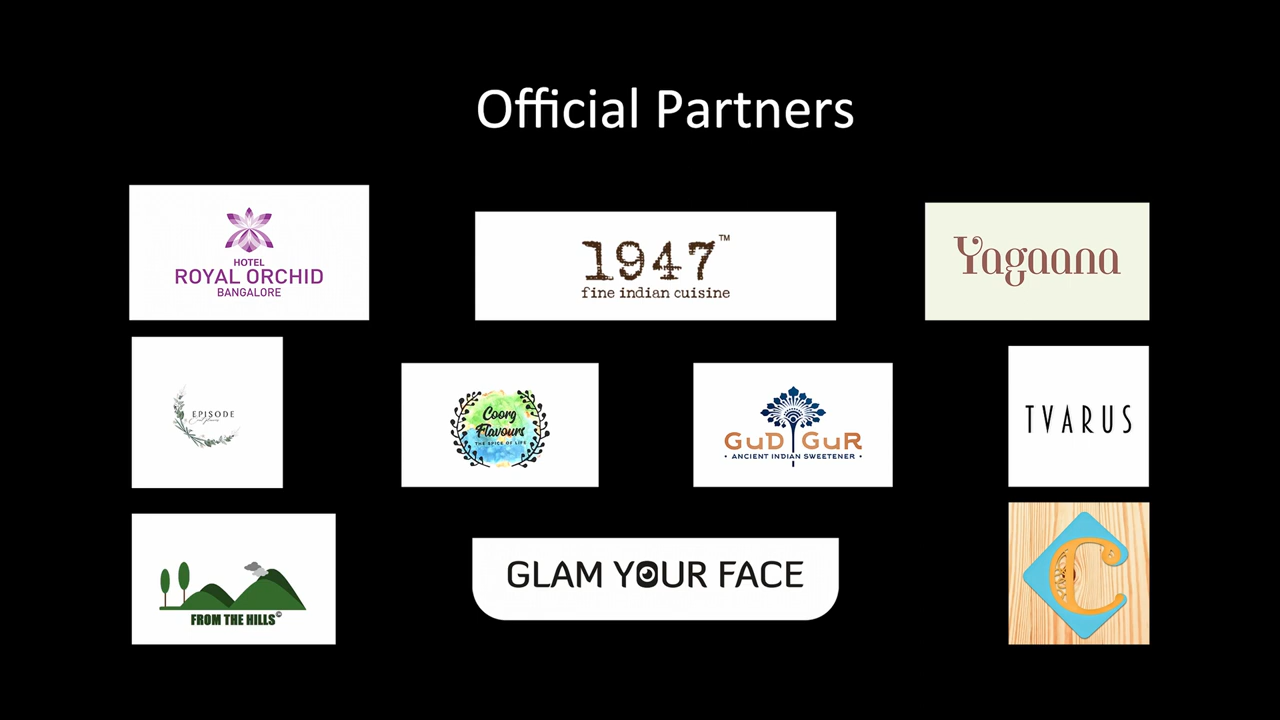 Official Partners
HOTEL
ROYAL ORCHID
BANGALORE
1947™
fine indian cuisine
Yagaana
EPISODE
Coorg
Flavours
THE SPICE OF LIFE
GUD GUR
• ANCIENT INDIAN SWEETENER •
TVARUS
FROM THE HILLS©
GLAM YOUR FACE
C